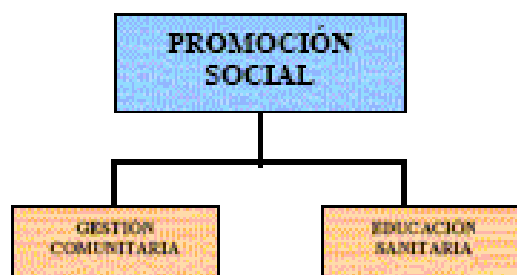 PROMOCIÓN
SOCIAL
GESTIÓN
COMUNITARIA
EDUCACIÓN
SANITARIA